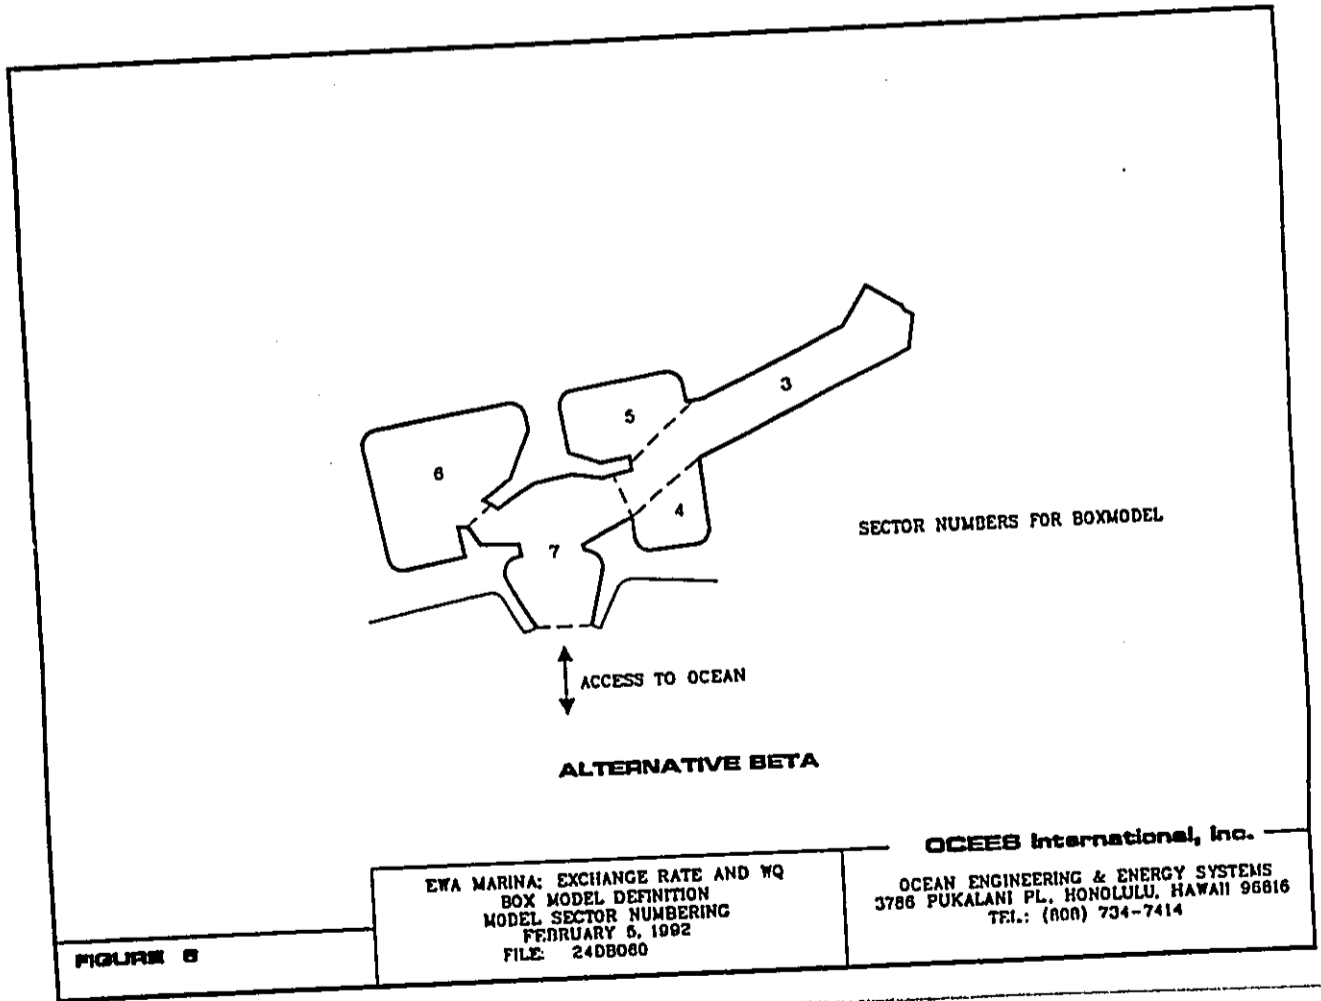 3
5
6
4
SECTOR NUMBERS FOR BOXMODEL
7
ACCESS TO OCEAN
ALTERNATIVE BETA
OCEES International, Inc.
EWA MARINA: EXCHANGE RATE AND WQ
BOX MODEL DEFINITION
MODEL SECTOR NUMBERING
FEBRUARY 5, 1992
FILE: 24DB060
OCEAN ENGINEERING & ENERGY SYSTEMS
3786 PUKALANI PL., HONOLULU, HAWAII 96816
TEL.: (808) 734-7414
FIGURE 6